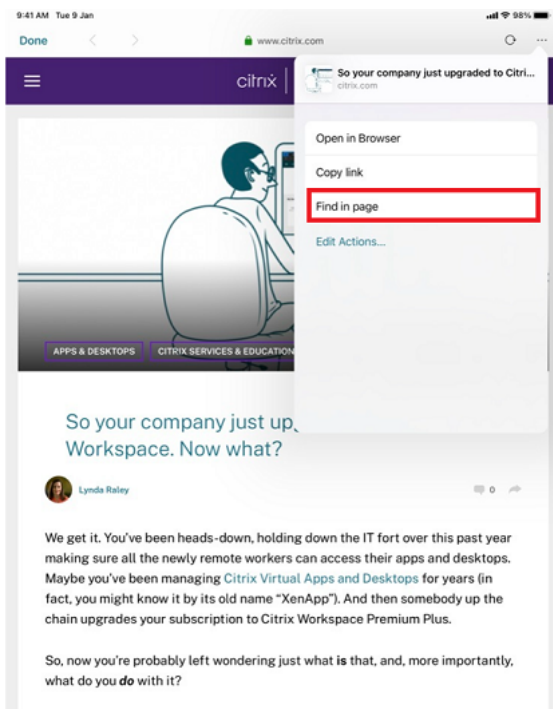 9:41 AM Tue 9 Jan
98%
Done
www.citrix.com
citrix
So your company just upgraded to Citri...
citrix.com
Open in Browser
Copy link
Find in page
Edit Actions...
APPS & DESKTOPS
CITRIX SERVICES & EDUCATION
So your company just up
Workspace. Now what?
Lynda Raley
0
We get it. You've been heads-down, holding down the IT fort over this past year
making sure all the newly remote workers can access their apps and desktops.
Maybe you've been managing Citrix Virtual Apps and Desktops for years (in
fact, you might know it by its old name “XenApp”). And then somebody up the
chain upgrades your subscription to Citrix Workspace Premium Plus.
So, now you're probably left wondering just what is that, and, more importantly,
what do you do with it?